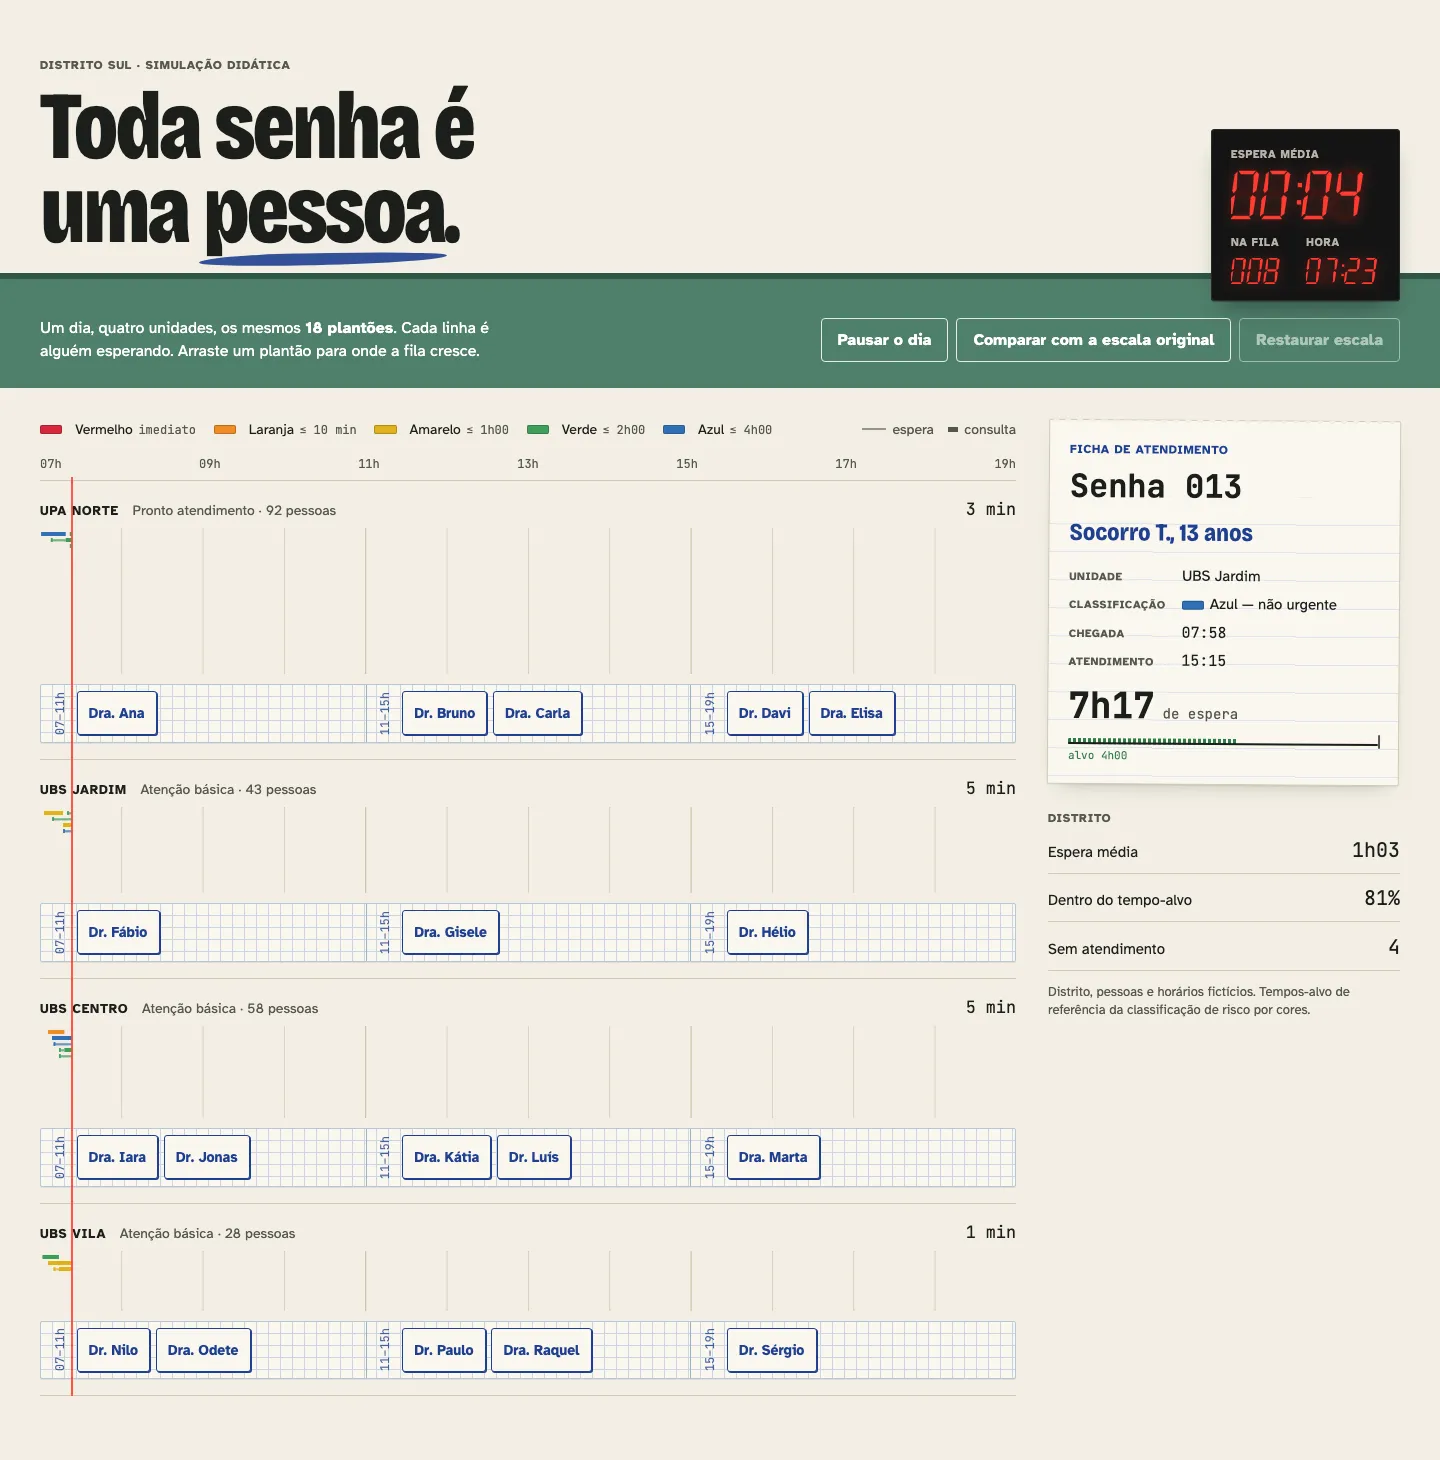 DISTRITO SUL · SIMULAÇÃO DIDÁTICA
Toda senha é
uma pessoa.
ESPERA MÉDIA
00:04
NA FILA HORA
008 07:23
Um dia, quatro unidades, os mesmos 18 plantões. Cada linha é
alguém esperando. Arraste um plantão para onde a fila cresce.
Pausar o dia
Comparar com a escala original
Restaurar escala
Vermelho imediato Laranja ≤ 10 min Amarelo ≤ 1h00 Verde ≤ 2h00 Azul ≤ 4h00 espera consulta
07h 09h 11h 13h 15h 17h 19h
UPA NORTE Pronto atendimento · 92 pessoas 3 min
07–11h Dra. Ana 11–15h Dr. Bruno Dra. Carla 15–19h Dr. Davi Dra. Elisa
UBS JARDIM Atenção básica · 43 pessoas 5 min
07–11h Dr. Fábio 11–15h Dra. Gisele 15–19h Dr. Hélio
UBS CENTRO Atenção básica · 58 pessoas 5 min
07–11h Dra. Iara Dr. Jonas 11–15h Dra. Kátia Dr. Luís 15–19h Dra. Marta
UBS VILA Atenção básica · 28 pessoas 1 min
07–11h Dr. Nilo Dra. Odete 11–15h Dr. Paulo Dra. Raquel 15–19h Dr. Sérgio
FICHA DE ATENDIMENTO
Senha 013
Socorro T., 13 anos
UNIDADE UBS Jardim
CLASSIFICAÇÃO Azul — não urgente
CHEGADA 07:58
ATENDIMENTO 15:15
7h17 de espera
alvo 4h00
DISTRITO
Espera média 1h03
Dentro do tempo-alvo 81%
Sem atendimento 4
Distrito, pessoas e horários fictícios. Tempos-alvo de
referência da classificação de risco por cores.